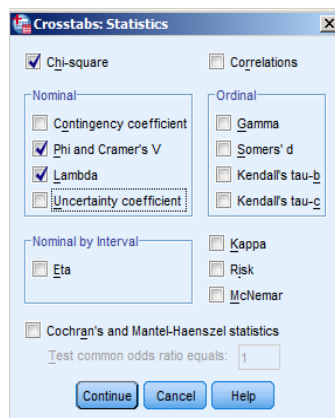 Crosstabs: Statistics
Chi-square
Correlations
Nominal
Contingency coefficient
Phi and Cramer's V
Lambda
Uncertainty coefficient
Ordinal
Gamma
Somers' d
Kendall's tau-b
Kendall's tau-c
Nominal by Interval
Eta
Kappa
Risk
McNemar
Cochran's and Mantel-Haenszel statistics
Test common odds ratio equals: 1
Continue Cancel Help